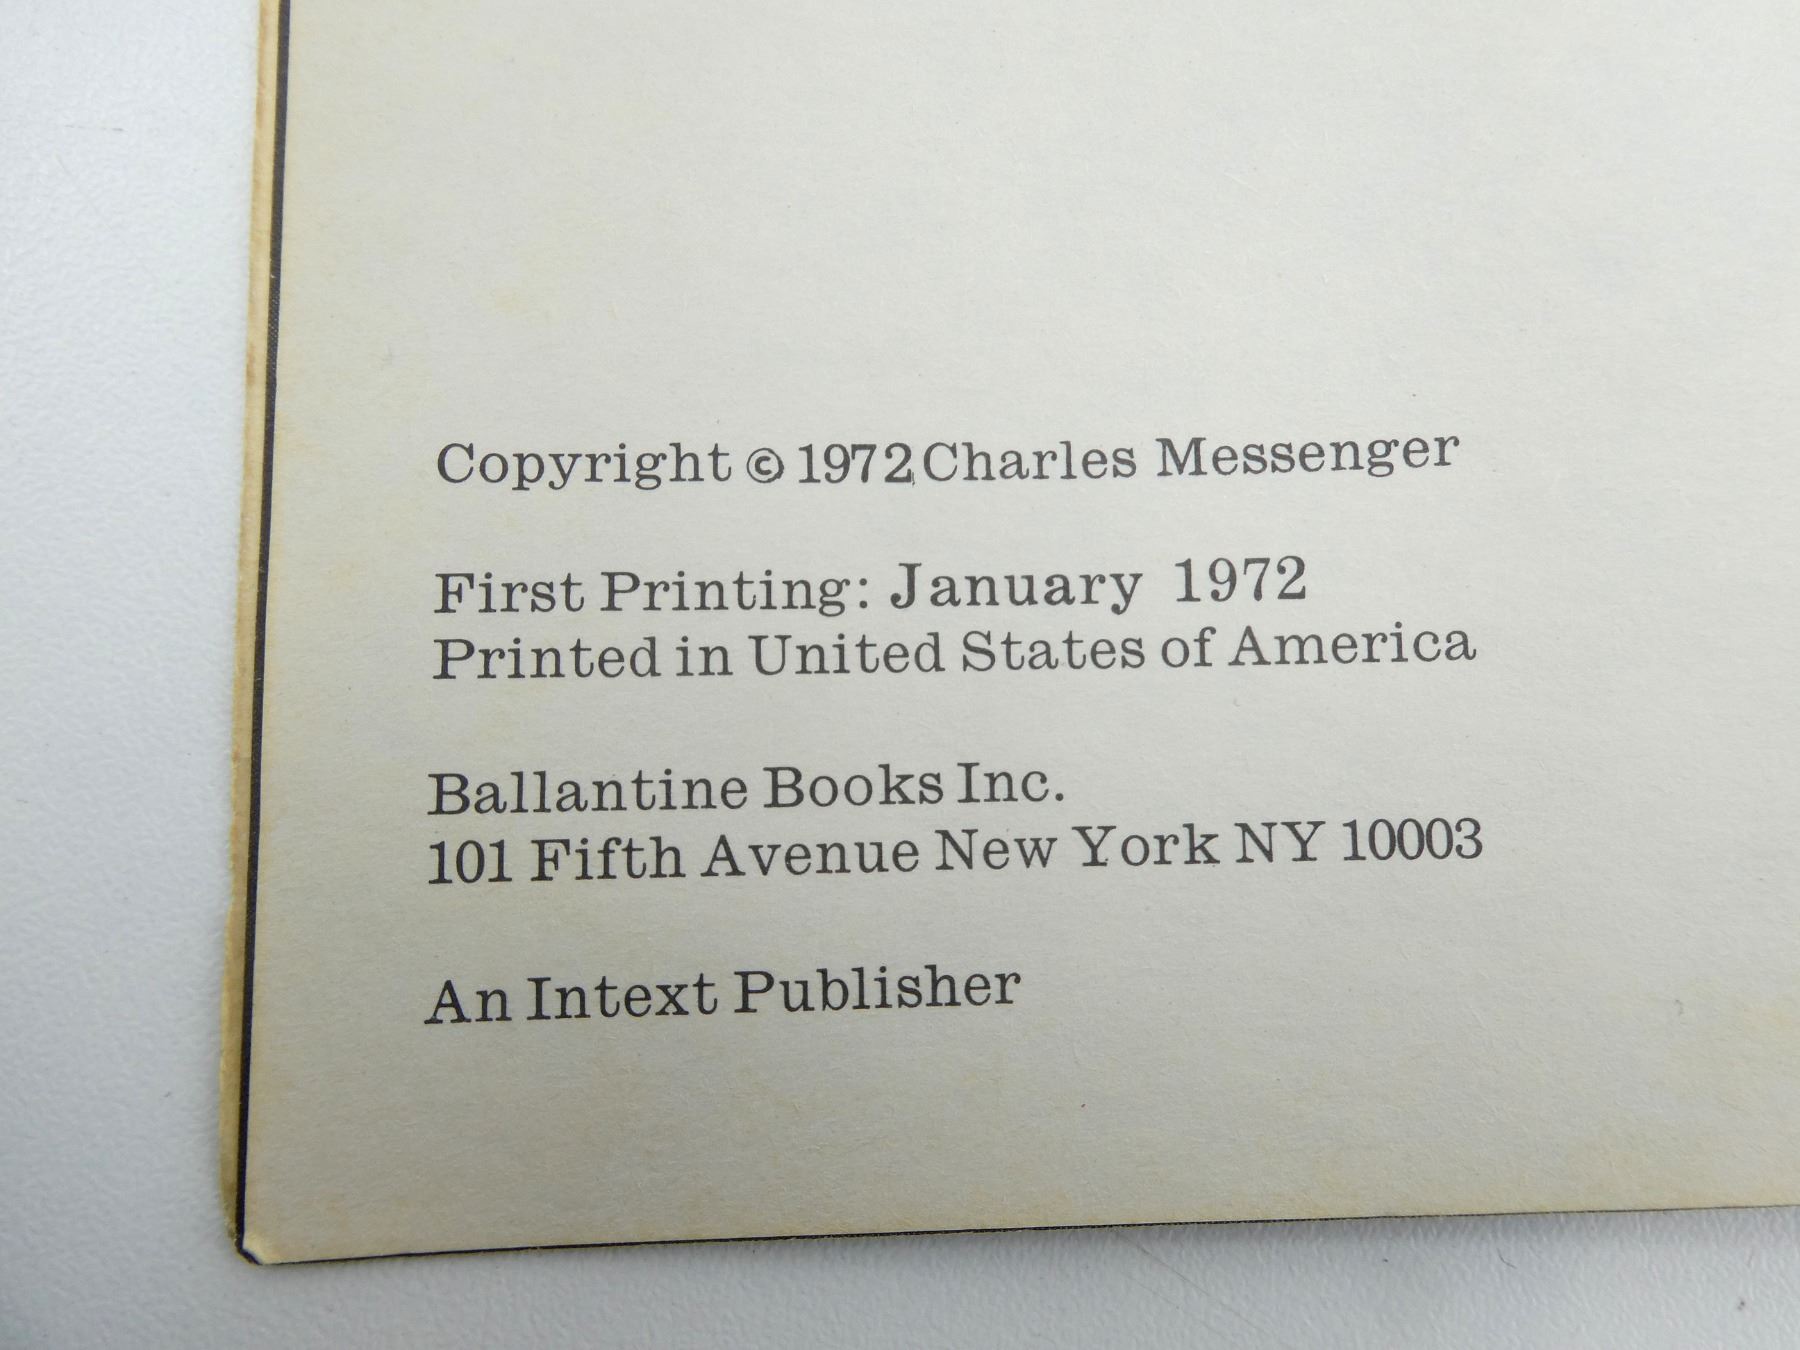 Copyright © 1972 Charles Messenger
First Printing: January 1972
Printed in United States of America
Ballantine Books Inc.
101 Fifth Avenue New York NY 10003
An Intext Publisher